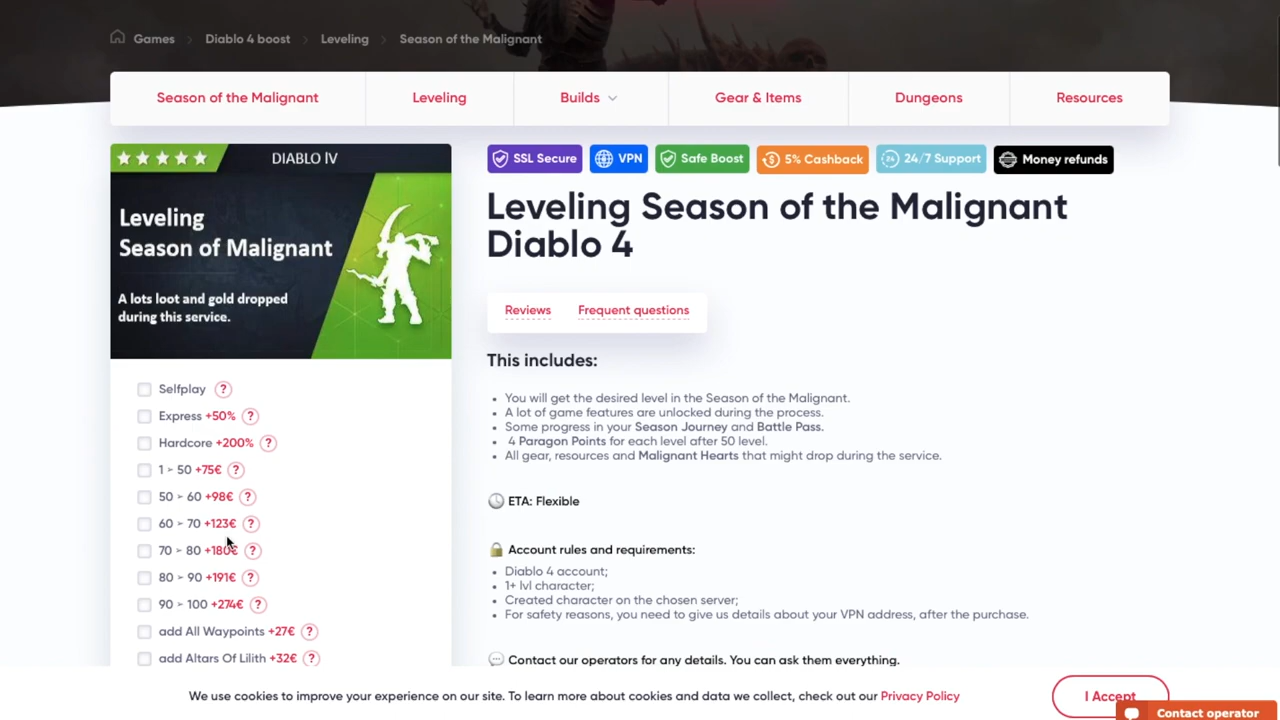 Games > Diablo 4 boost > Leveling > Season of the Malignant
Season of the Malignant Leveling Builds Gear & Items Dungeons Resources
DIABLO IV
Leveling
Season of Malignant
A lots loot and gold dropped
during this service.
SSL Secure VPN Safe Boost 5% Cashback 24/7 Support Money refunds
Leveling Season of the Malignant
Diablo 4
Reviews Frequent questions
This includes:
• You will get the desired level in the Season of the Malignant.
• A lot of game features are unlocked during the process.
• Some progress in your Season Journey and Battle Pass.
• 4 Paragon Points for each level after 50 level.
• All gear, resources and Malignant Hearts that might drop during the service.
ETA: Flexible
Account rules and requirements:
• Diablo 4 account;
• 1+ lvl character;
• Created character on the chosen server;
• For safety reasons, you need to give us details about your VPN address, after the purchase.
Contact our operators for any details. You can ask them everything.
Selfplay ?
Express +50% ?
Hardcore +200% ?
1 > 50 +75€ ?
50 > 60 +98€ ?
60 > 70 +123€ ?
70 > 80 +180€ ?
80 > 90 +191€ ?
90 > 100 +274€ ?
add All Waypoints +27€ ?
add Altars Of Lilith +32€ ?
We use cookies to improve your experience on our site. To learn more about cookies and data we collect, check out our Privacy Policy
I Accept
Contact operator